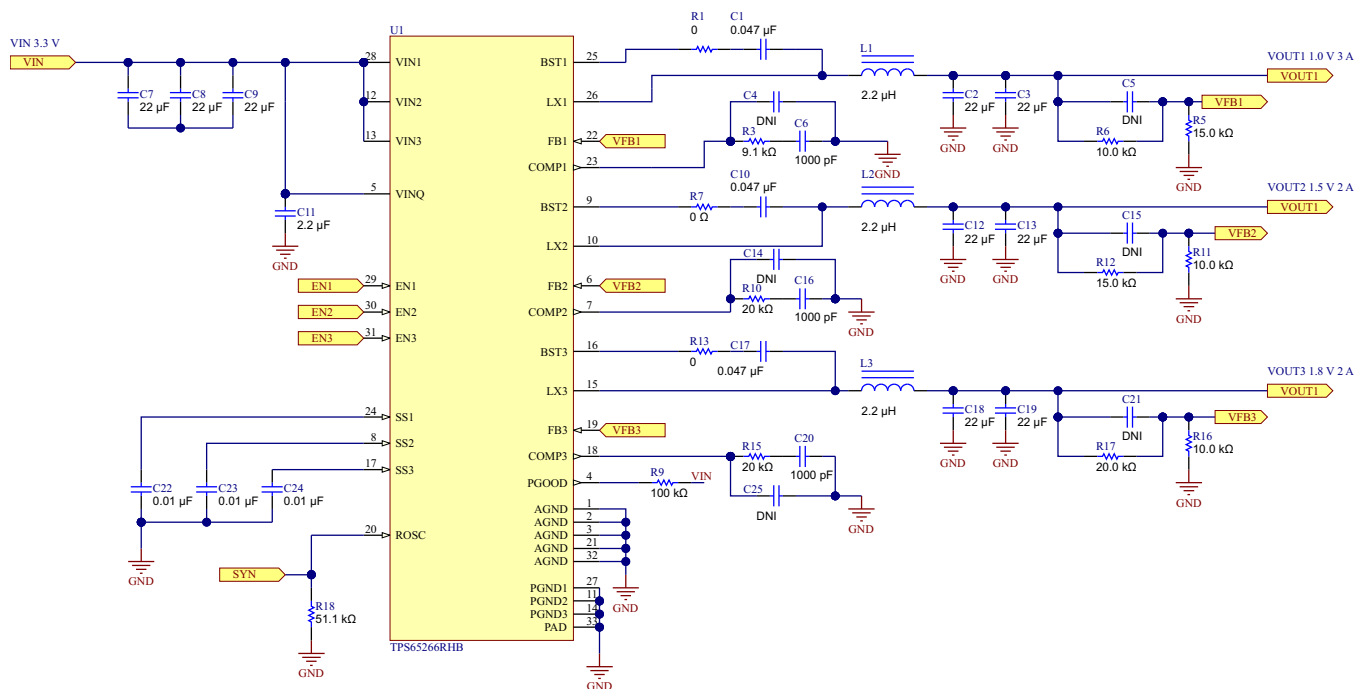 U1
VIN 3.3 V
VIN
C7
22 µF
C8
22 µF
C9
22 µF
C11
2.2 µF
GND
EN1
EN2
EN3
C22
0.01 µF
C23
0.01 µF
C24
0.01 µF
GND
SYN
R18
51.1 kΩ
GND
28 VIN1
12 VIN2
13 VIN3
5 VINQ
29 EN1
30 EN2
31 EN3
24 SS1
8 SS2
17 SS3
20 ROSC
BST1 25
LX1 26
FB1 22
COMP1 23
BST2 9
LX2 10
FB2 6
COMP2 7
BST3 16
LX3 15
FB3 19
COMP3 18
PGOOD 4
AGND 1
AGND 2
AGND 3
AGND 21
AGND 32
PGND1 27
PGND2 11
PGND3 14
PAD 33
TPS65266RHB
GND
GND
R1
0
C1
0.047 µF
L1
2.2 µH
C4
DNI
R3
9.1 kΩ
C6
1000 pF
GND
VFB1
C2
22 µF
GND
C3
22 µF
GND
VOUT1 1.0 V 3 A
VOUT1
C5
DNI
R6
10.0 kΩ
VFB1
R5
15.0 kΩ
GND
R7
0 Ω
C10
0.047 µF
L2
2.2 µH
C14
DNI
R10
20 kΩ
C16
1000 pF
GND
VFB2
C12
22 µF
GND
C13
22 µF
GND
VOUT2 1.5 V 2 A
VOUT1
C15
DNI
R12
15.0 kΩ
VFB2
R11
10.0 kΩ
GND
R13
0
C17
0.047 µF
L3
2.2 µH
VFB3
R15
20 kΩ
C20
1000 pF
C25
DNI
GND
R9
100 kΩ
VIN
C18
22 µF
GND
C19
22 µF
GND
VOUT3 1.8 V 2 A
VOUT1
C21
DNI
R17
20.0 kΩ
VFB3
R16
10.0 kΩ
GND